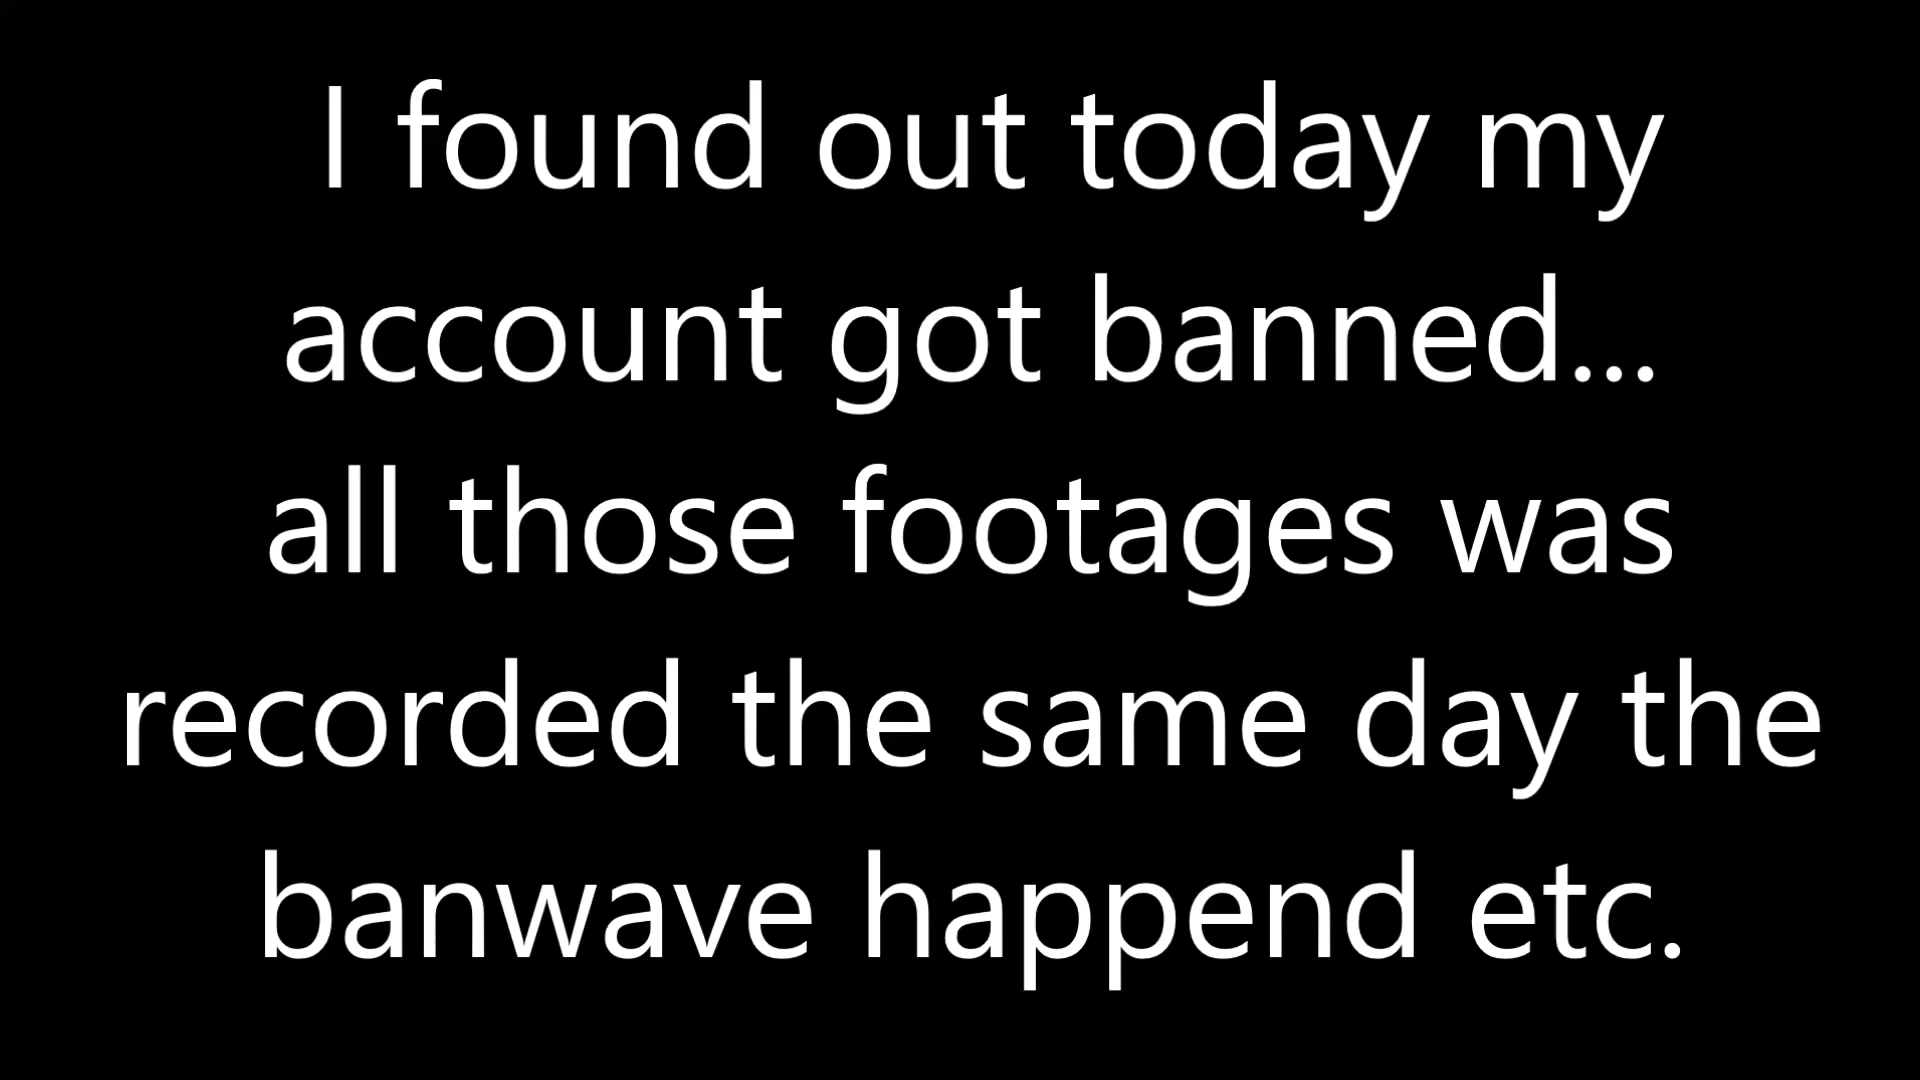 I found out today my
account got banned...
all those footages was
recorded the same day the
banwave happend etc.